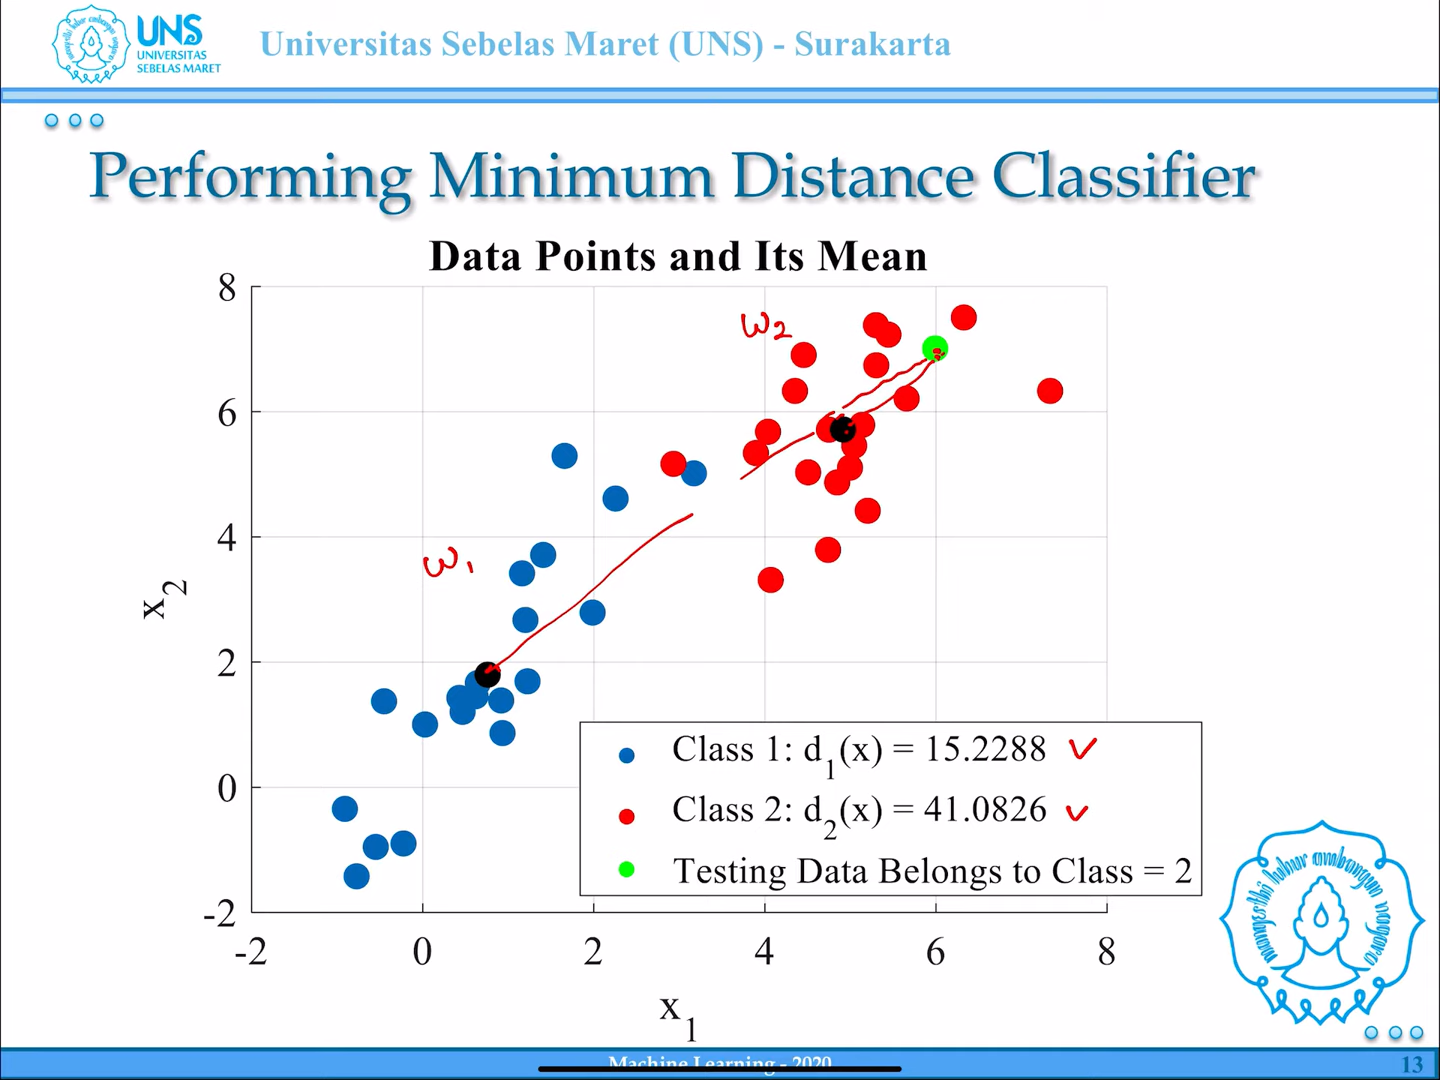 UNS
UNIVERSITAS
SEBELAS MARET
Universitas Sebelas Maret (UNS) - Surakarta
Performing Minimum Distance Classifier
Data Points and Its Mean
8
6
4
2
0
-2
x2
ω2
ω1
Class 1: d1(x) = 15.2288
Class 2: d2(x) = 41.0826
Testing Data Belongs to Class = 2
-2 0 2 4 6 8
x1
Machine Learning - 2020
13